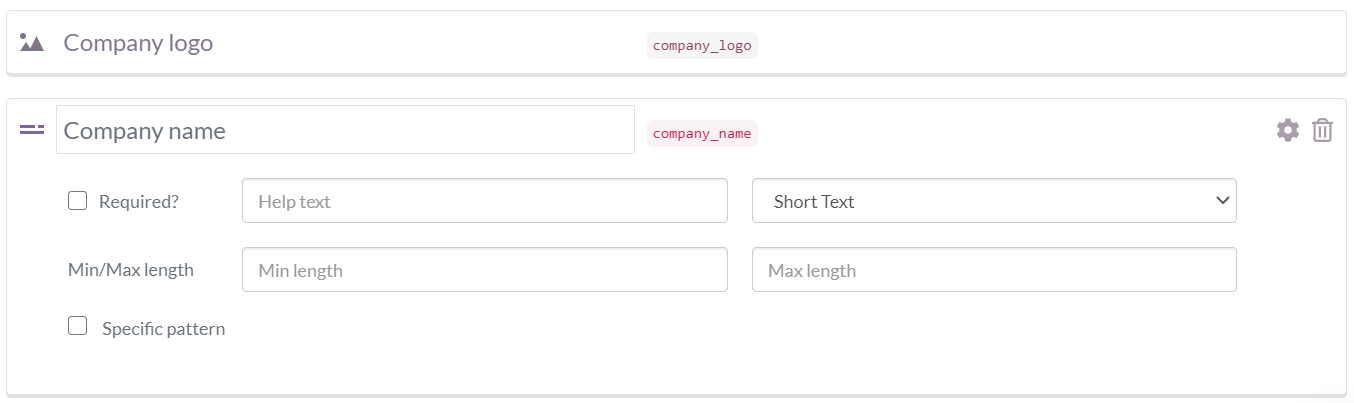 Company logo company_logo
Company name company_name
Required? Help text Short Text
Min/Max length Min length Max length
Specific pattern